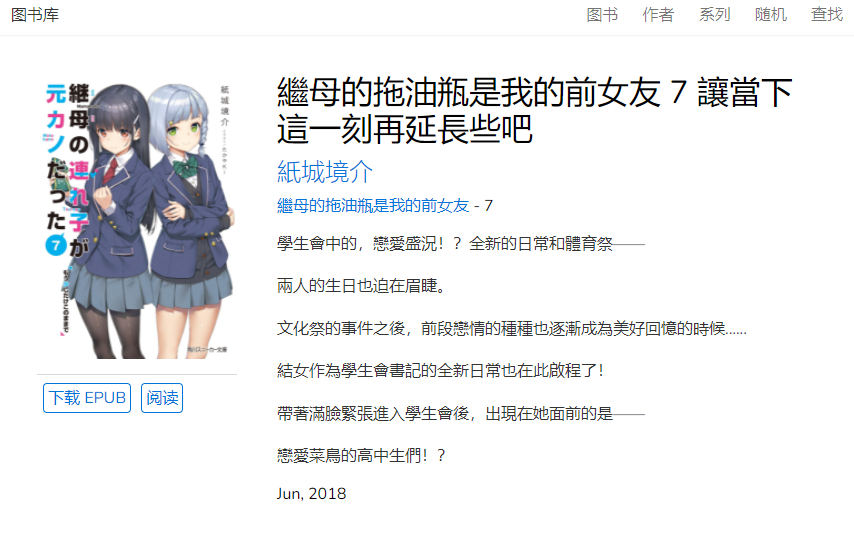 图书库
图书 作者 系列 随机 查找
紙城境介
継母の連れ子が
元カノだった
7
角川スニーカー文庫
下载 EPUB 阅读
繼母的拖油瓶是我的前女友 7 讓當下
這一刻再延長些吧
紙城境介
繼母的拖油瓶是我的前女友 - 7
學生會中的，戀愛盛況！？全新的日常和體育祭——
兩人的生日也迫在眉睫。
文化祭的事件之後，前段戀情的種種也逐漸成為美好回憶的時候……
結女作為學生會書記的全新日常也在此啟程了！
帶著滿臉緊張進入學生會後，出現在她面前的是——
戀愛菜鳥的高中生們！？
Jun, 2018